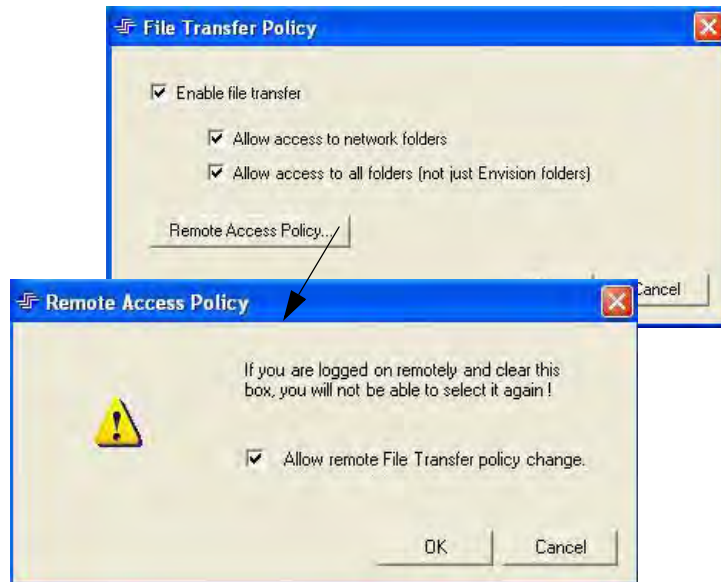 File Transfer Policy
Enable file transfer
Allow access to network folders
Allow access to all folders (not just Envision folders)
Remote Access Policy...
Cancel
Remote Access Policy
If you are logged on remotely and clear this
box, you will not be able to select it again !
Allow remote File Transfer policy change.
OK
Cancel